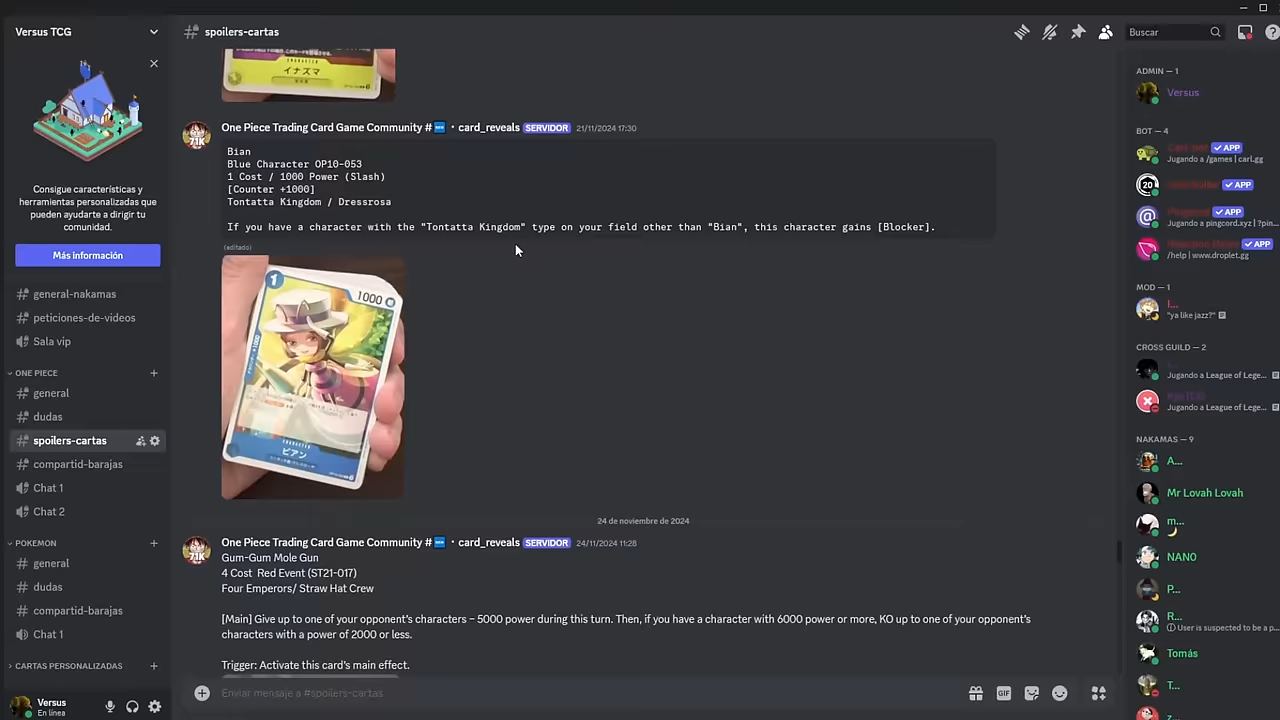 Versus TCG
Consigue características y
herramientas personalizadas que
pueden ayudarte a dirigir tu
comunidad.
Más información
general-nakamas
peticiones-de-videos
Sala vip
ONE PIECE
general
dudas
spoilers-cartas
compartid-barajas
Chat 1
Chat 2
POKEMON
general
dudas
compartid-barajas
Chat 1
CARTAS PERSONALIZADAS
Versus
En línea
spoilers-cartas
イナズマ
One Piece Trading Card Game Community # • card_reveals SERVIDOR 21/11/2024 17:30
Bian
Blue Character OP10-053
1 Cost / 1000 Power (Slash)
[Counter +1000]
Tontatta Kingdom / Dressrosa
If you have a character with the "Tontatta Kingdom" type on your field other than "Bian", this character gains [Blocker].
(editado)
1
1000
CHARACTER
ビアン
24 de noviembre de 2024
One Piece Trading Card Game Community # • card_reveals SERVIDOR 24/11/2024 11:28
Gum-Gum Mole Gun
4 Cost Red Event (ST21-017)
Four Emperors/ Straw Hat Crew
[Main] Give up to one of your opponent's characters – 5000 power during this turn. Then, if you have a character with 6000 power or more, KO up to one of your opponent's
characters with a power of 2000 or less.
Trigger: Activate this card's main effect.
Enviar mensaje a #spoilers-cartas
GIF
Buscar
ADMIN — 1
Versus
BOT — 4
APP
Jugando a /games | carl.gg
20
APP
APP
Jugando a pingcord.xyz | ?pin...
APP
/help | www.droplet.gg
MOD — 1
I...
"ya like jazz?"
CROSS GUILD — 2
Jugando a League of Lege...
Jugando a League of Lege...
NAKAMAS — 9
A...
Mr Lovah Lovah
m...
NAN0
P...
R...
User is suspected to be a p...
Tomás
T...
z...